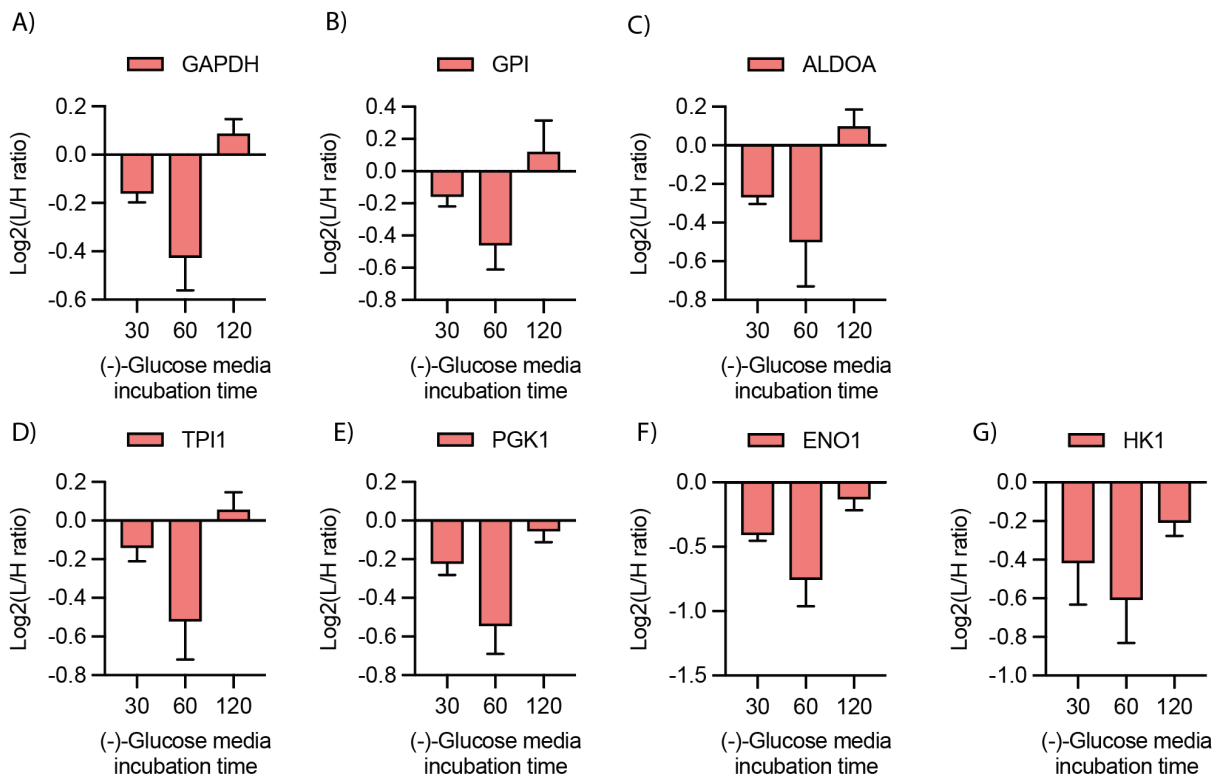 A)
GAPDH
Log2(L/H ratio)
0.2
0.0
-0.2
-0.4
-0.6
30 60 120
(-)-Glucose media
incubation time
B)
GPI
Log2(L/H ratio)
0.4
0.2
0.0
-0.2
-0.4
-0.6
-0.8
30 60 120
(-)-Glucose media
incubation time
C)
ALDOA
Log2(L/H ratio)
0.2
0.0
-0.2
-0.4
-0.6
-0.8
30 60 120
(-)-Glucose media
incubation time
D)
TPI1
Log2(L/H ratio)
0.2
0.0
-0.2
-0.4
-0.6
-0.8
30 60 120
(-)-Glucose media
incubation time
E)
PGK1
Log2(L/H ratio)
0.2
0.0
-0.2
-0.4
-0.6
-0.8
30 60 120
(-)-Glucose media
incubation time
F)
ENO1
Log2(L/H ratio)
0.0
-0.5
-1.0
-1.5
30 60 120
(-)-Glucose media
incubation time
G)
HK1
Log2(L/H ratio)
0.0
-0.2
-0.4
-0.6
-0.8
-1.0
30 60 120
(-)-Glucose media
incubation time